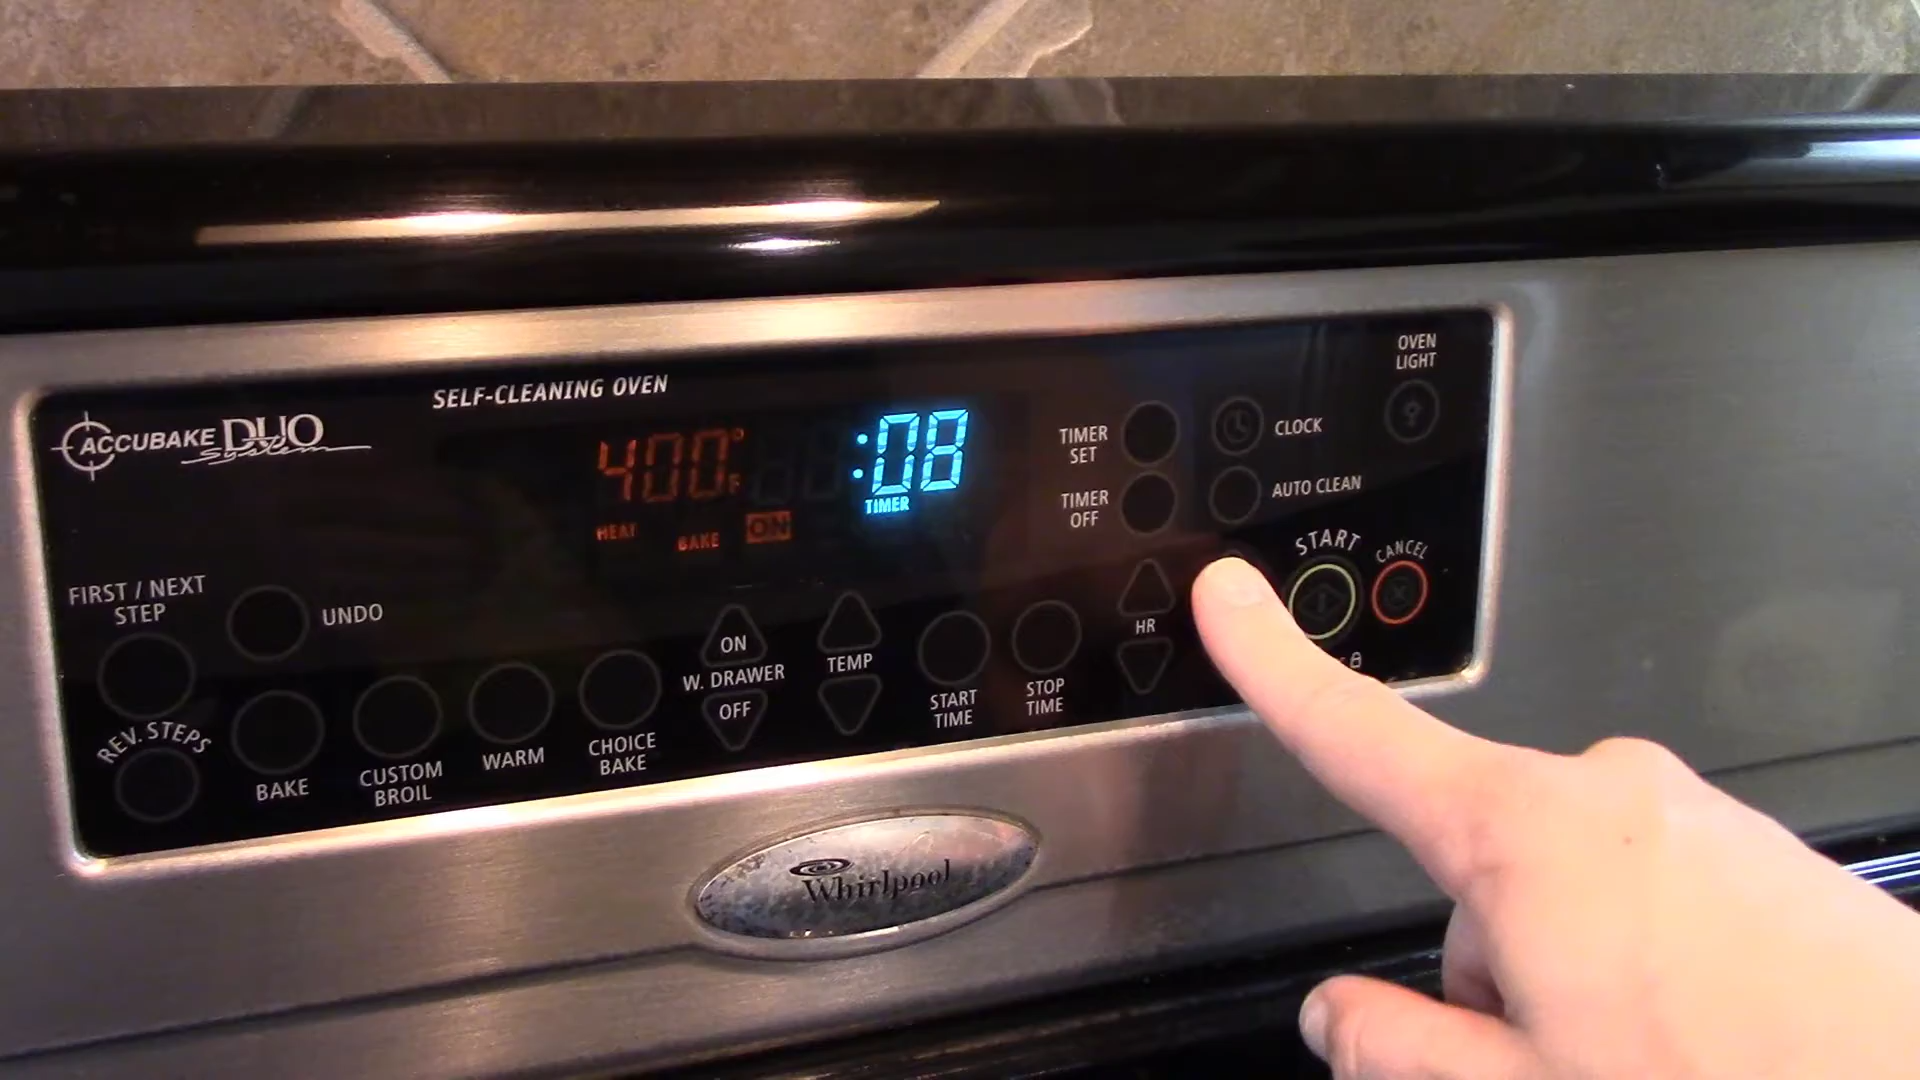 OVEN
LIGHT
SELF-CLEANING OVEN
ACCUBAKE DUO
System
400°F
:08
TIMER
HEAT
BAKE
ON
TIMER
SET
CLOCK
TIMER
OFF
AUTO CLEAN
START
CANCEL
FIRST / NEXT
STEP
UNDO
ON
W. DRAWER
OFF
TEMP
HR
START
TIME
STOP
TIME
REV. STEPS
BAKE
CUSTOM
BROIL
WARM
CHOICE
BAKE
Whirlpool